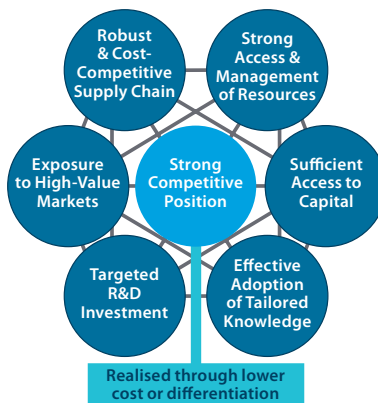 Robust
& Cost-
Competitive
Supply Chain
Strong
Access &
Management
of Resources
Exposure
to High-Value
Markets
Strong
Competitive
Position
Sufficient
Access to
Capital
Targeted
R&D
Investment
Effective
Adoption
of Tailored
Knowledge
Realised through lower
cost or differentiation